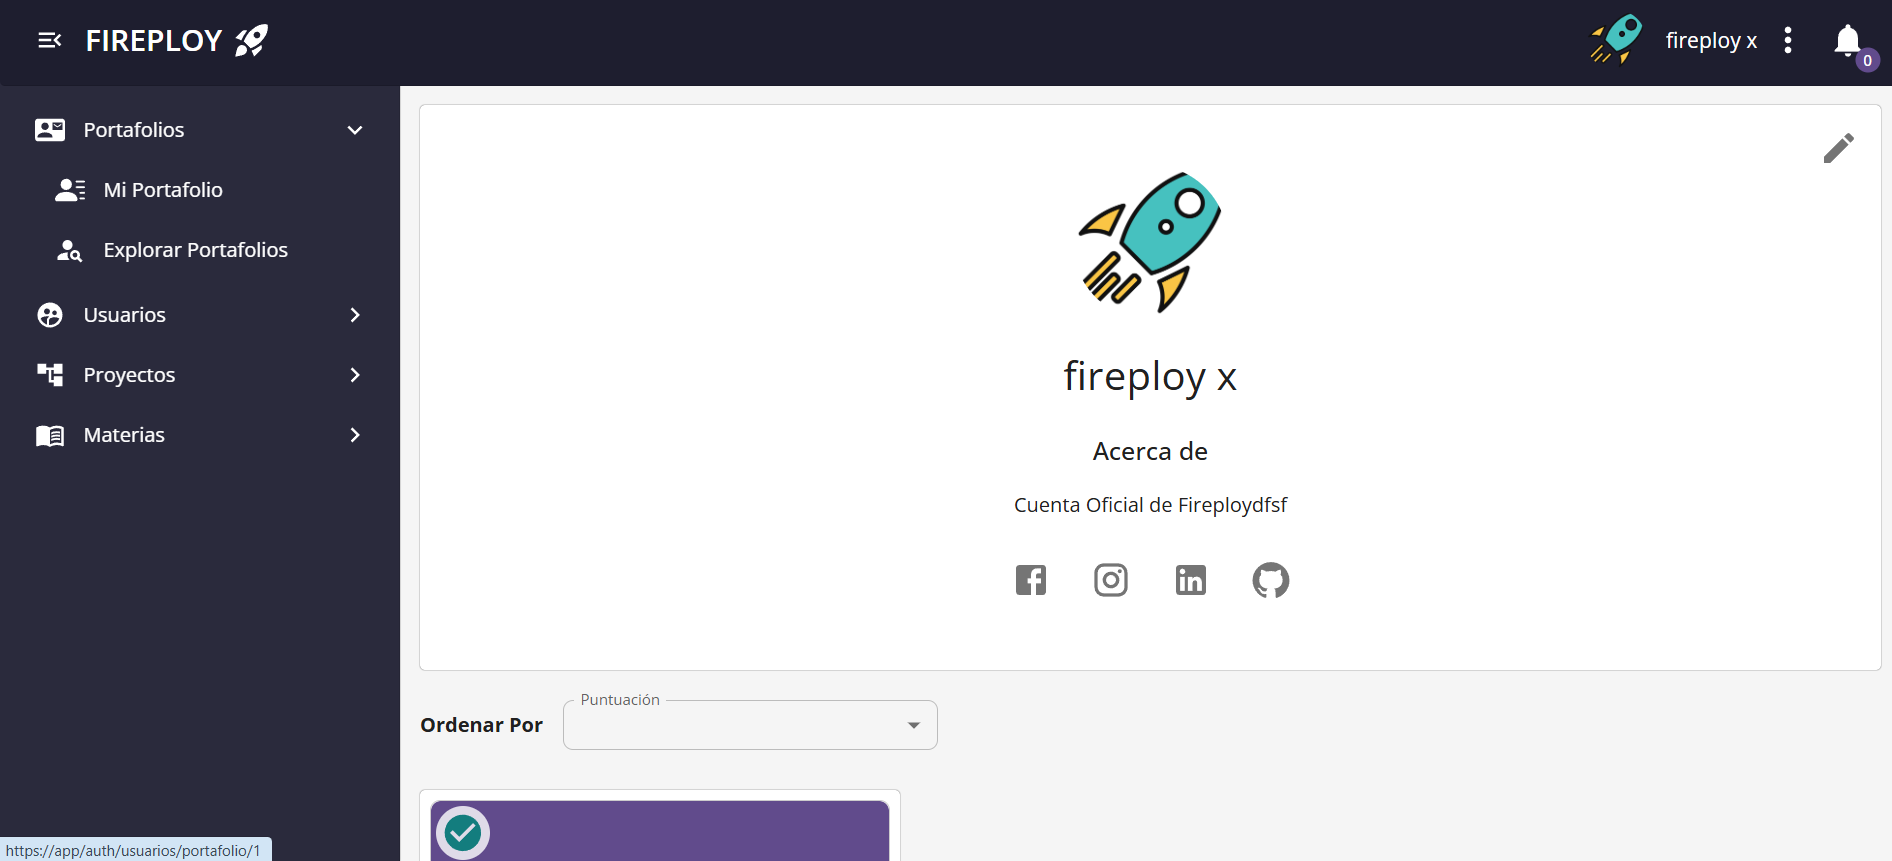 FIREPLOY
fireploy x
0
Portafolios
Mi Portafolio
Explorar Portafolios
Usuarios
Proyectos
Materias
fireploy x
Acerca de
Cuenta Oficial de Fireploydfsf
Puntuación
Ordenar Por
https://app/auth/usuarios/portafolio/1